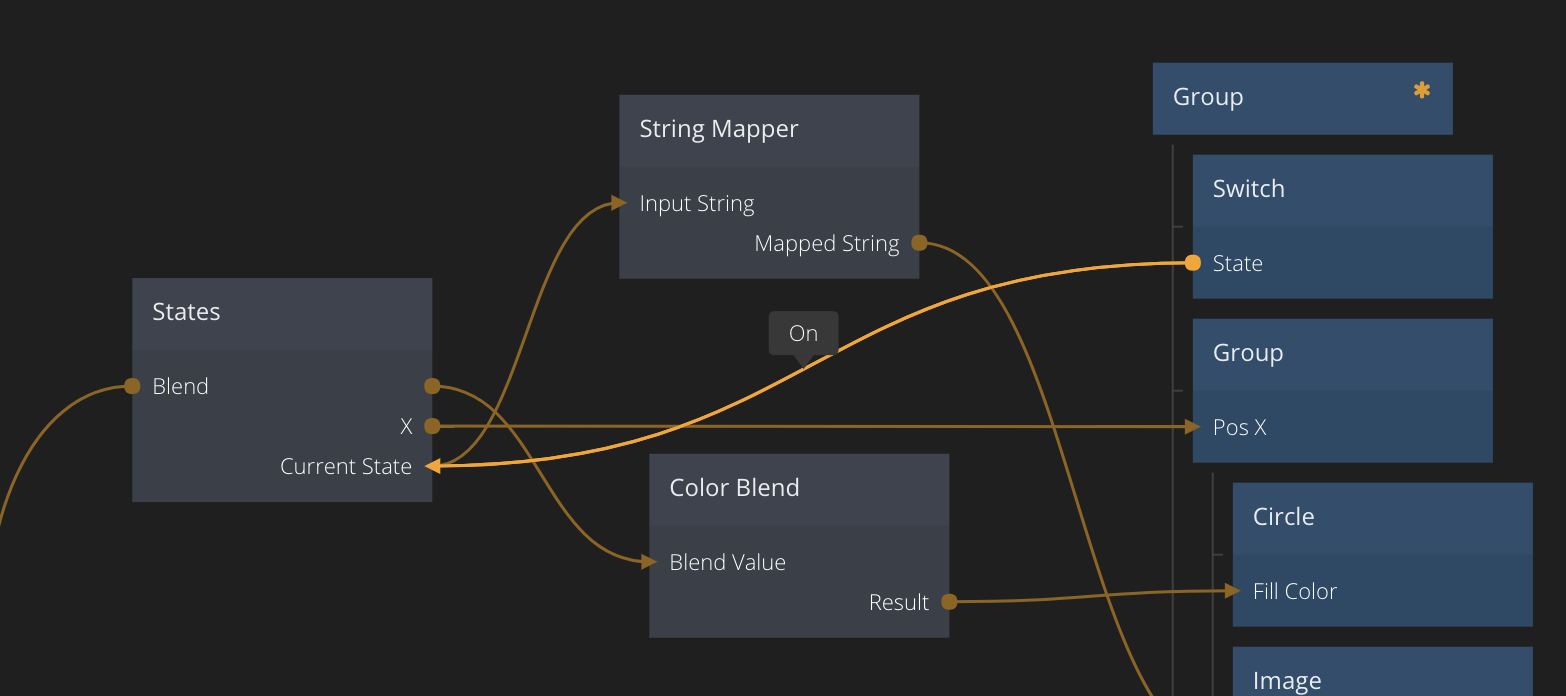 Group
String Mapper
Input String
Mapped String
Switch
State
States
Blend
X
Current State
On
Group
Pos X
Color Blend
Blend Value
Result
Circle
Fill Color
Image